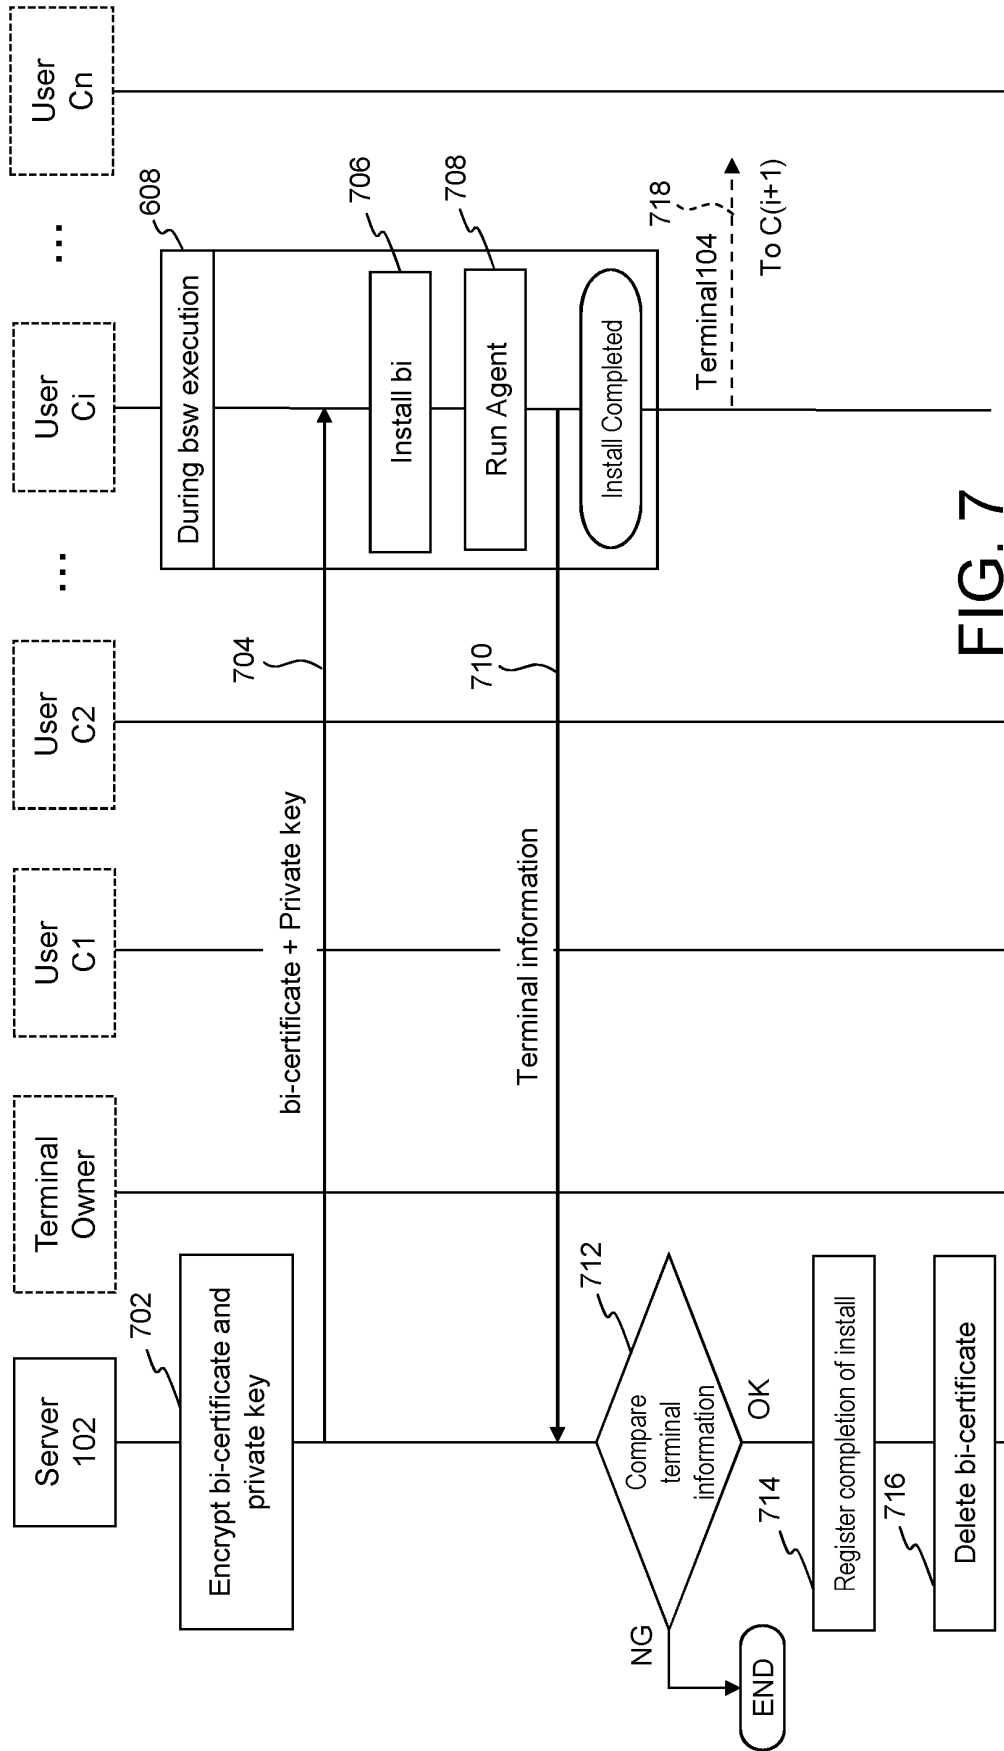 Server
102
Terminal
Owner
User
C1
User
C2
...
User
Ci
...
User
Cn
702
Encrypt bi-certificate and
private key
608
During bsw execution
704
bi-certificate + Private key
706
Install bi
708
Run Agent
710
Terminal information
Install Completed
712
Compare
terminal
information
NG
OK
END
718
Terminal104
To C(i+1)
714
Register completion of install
716
Delete bi-certificate
FIG. 7